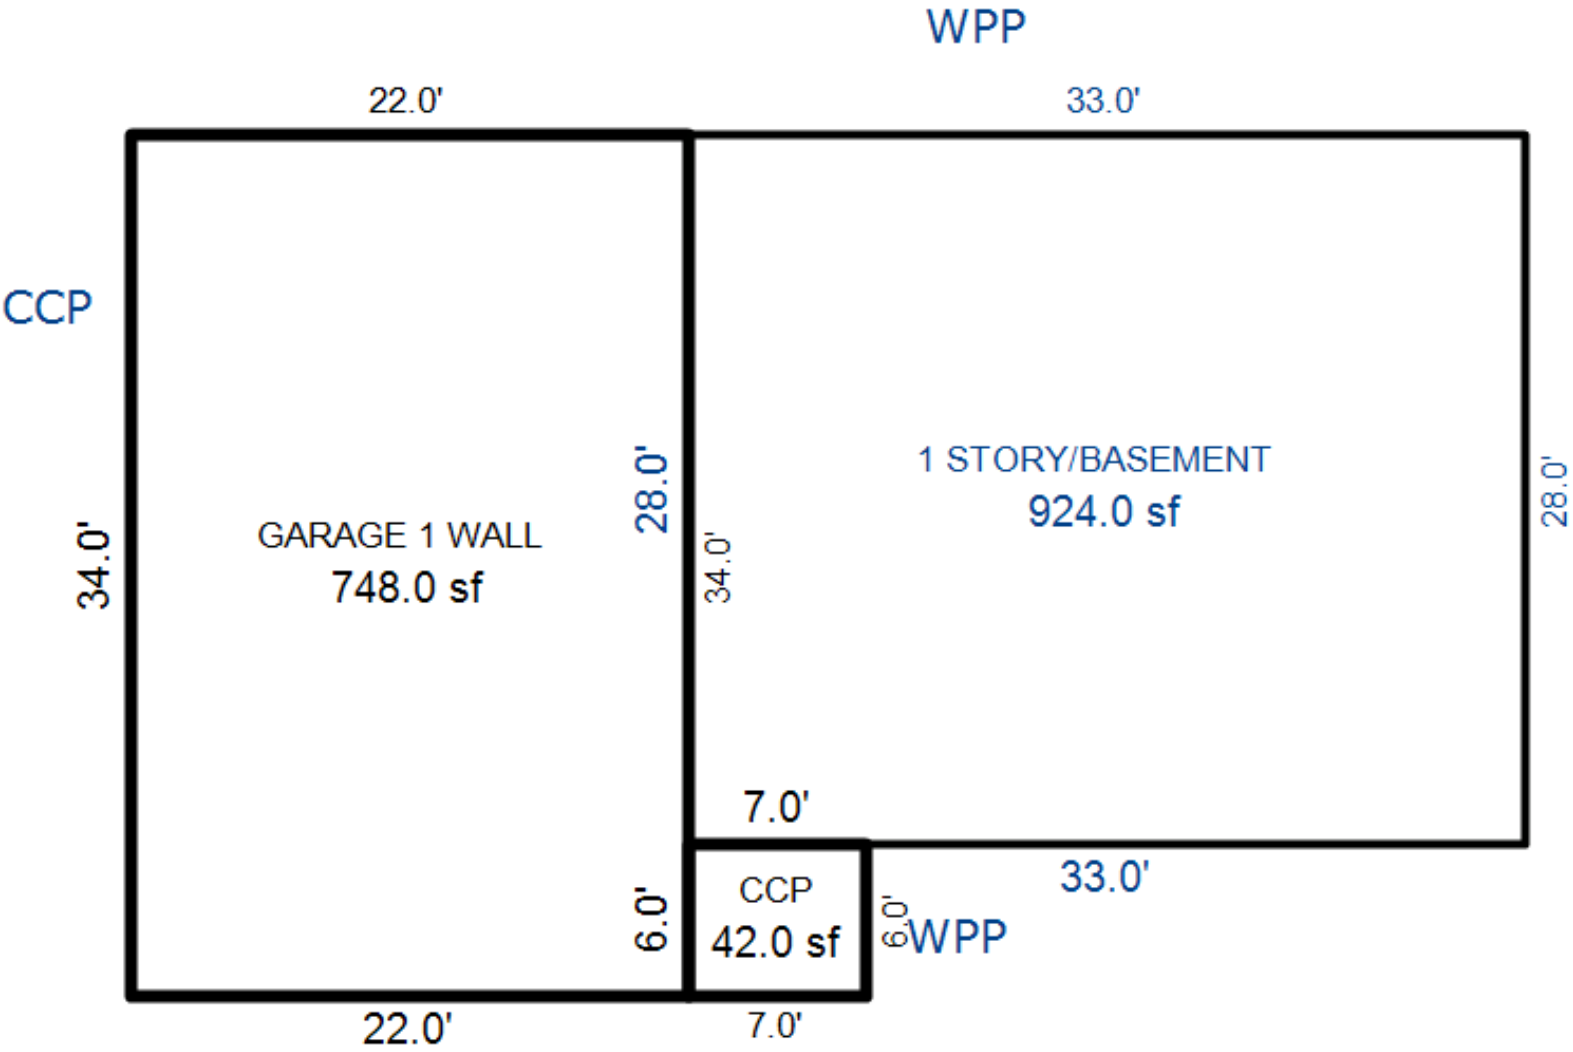 WPP
22.0'
33.0'
CCP
1 STORY/BASEMENT
924.0 sf
28.0'
28.0'
GARAGE 1 WALL
748.0 sf
34.0'
34.0'
7.0'
33.0'
CCP
42.0 sf
6.0'
6.0'
WPP
22.0'
7.0'